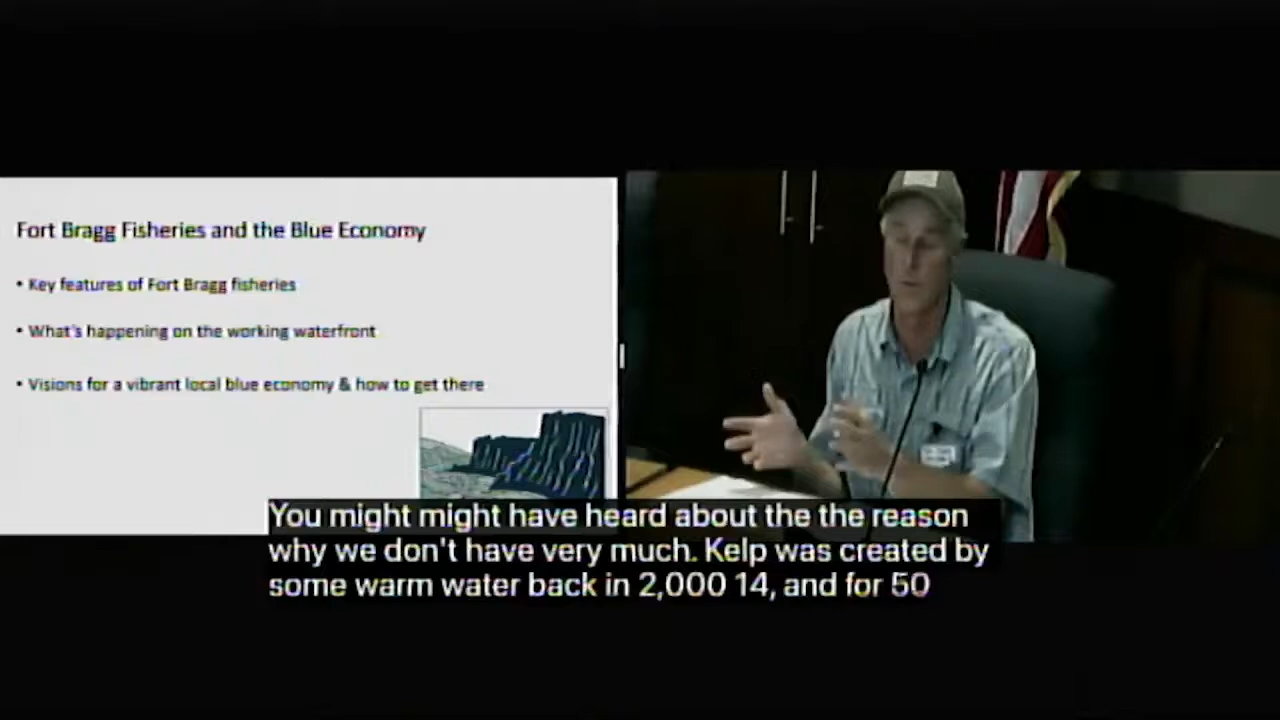 Fort Bragg Fisheries and the Blue Economy
• Key features of Fort Bragg fisheries
• What's happening on the working waterfront
• Visions for a vibrant local blue economy & how to get there
You might might have heard about the the reason
why we don't have very much. Kelp was created by
some warm water back in 2,000 14, and for 50